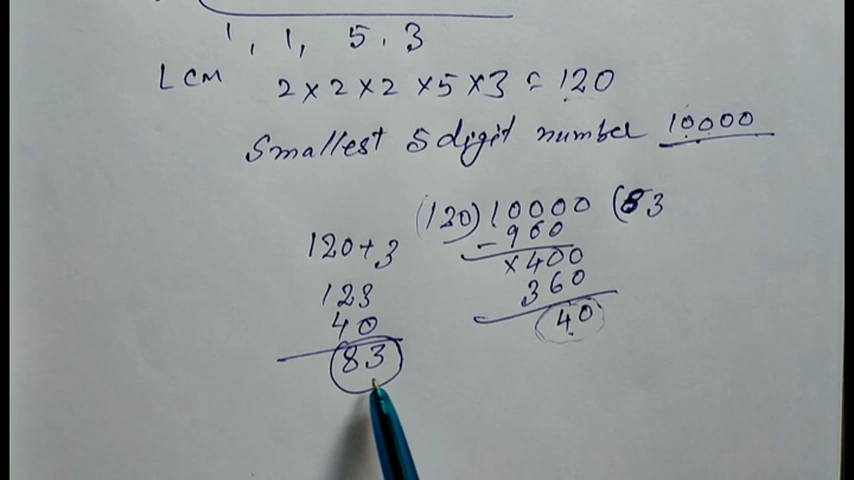 1, 1, 5, 3
LCM 2×2×2×5×3 = 120
Smallest 5 digit number 10000
120) 10000 (83
- 960
×400
360
40
120+3
123
40
83